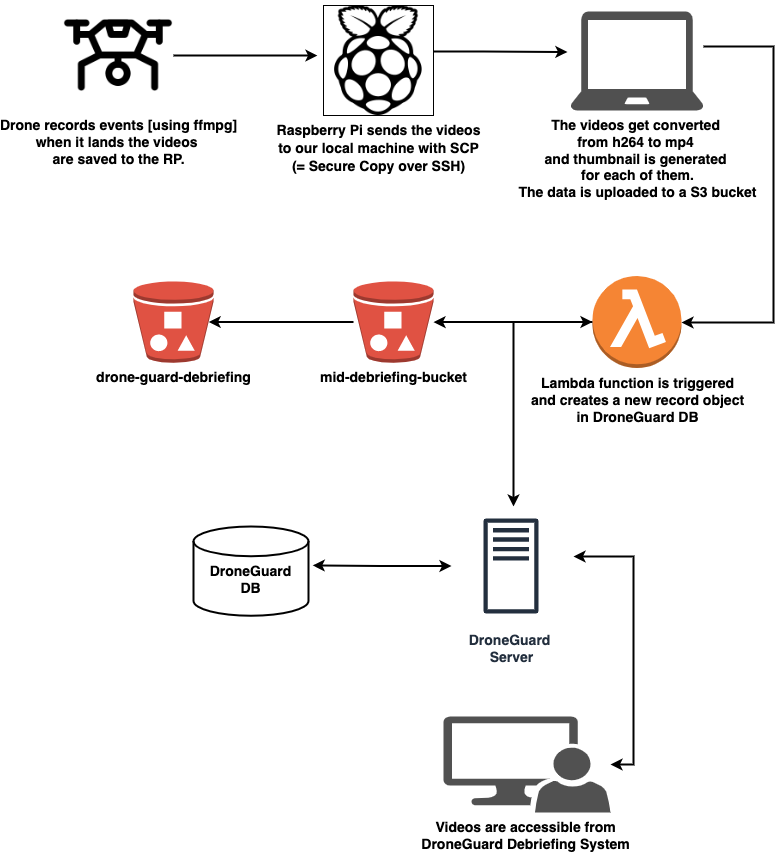 Drone records events [using ffmpg]
when it lands the videos
are saved to the RP.
Raspberry Pi sends the videos
to our local machine with SCP
(= Secure Copy over SSH)
The videos get converted
from h264 to mp4
and thumbnail is generated
for each of them.
The data is uploaded to a S3 bucket
drone-guard-debriefing
mid-debriefing-bucket
Lambda function is triggered
and creates a new record object
in DroneGuard DB
DroneGuard
DB
DroneGuard
Server
Videos are accessible from
DroneGuard Debriefing System